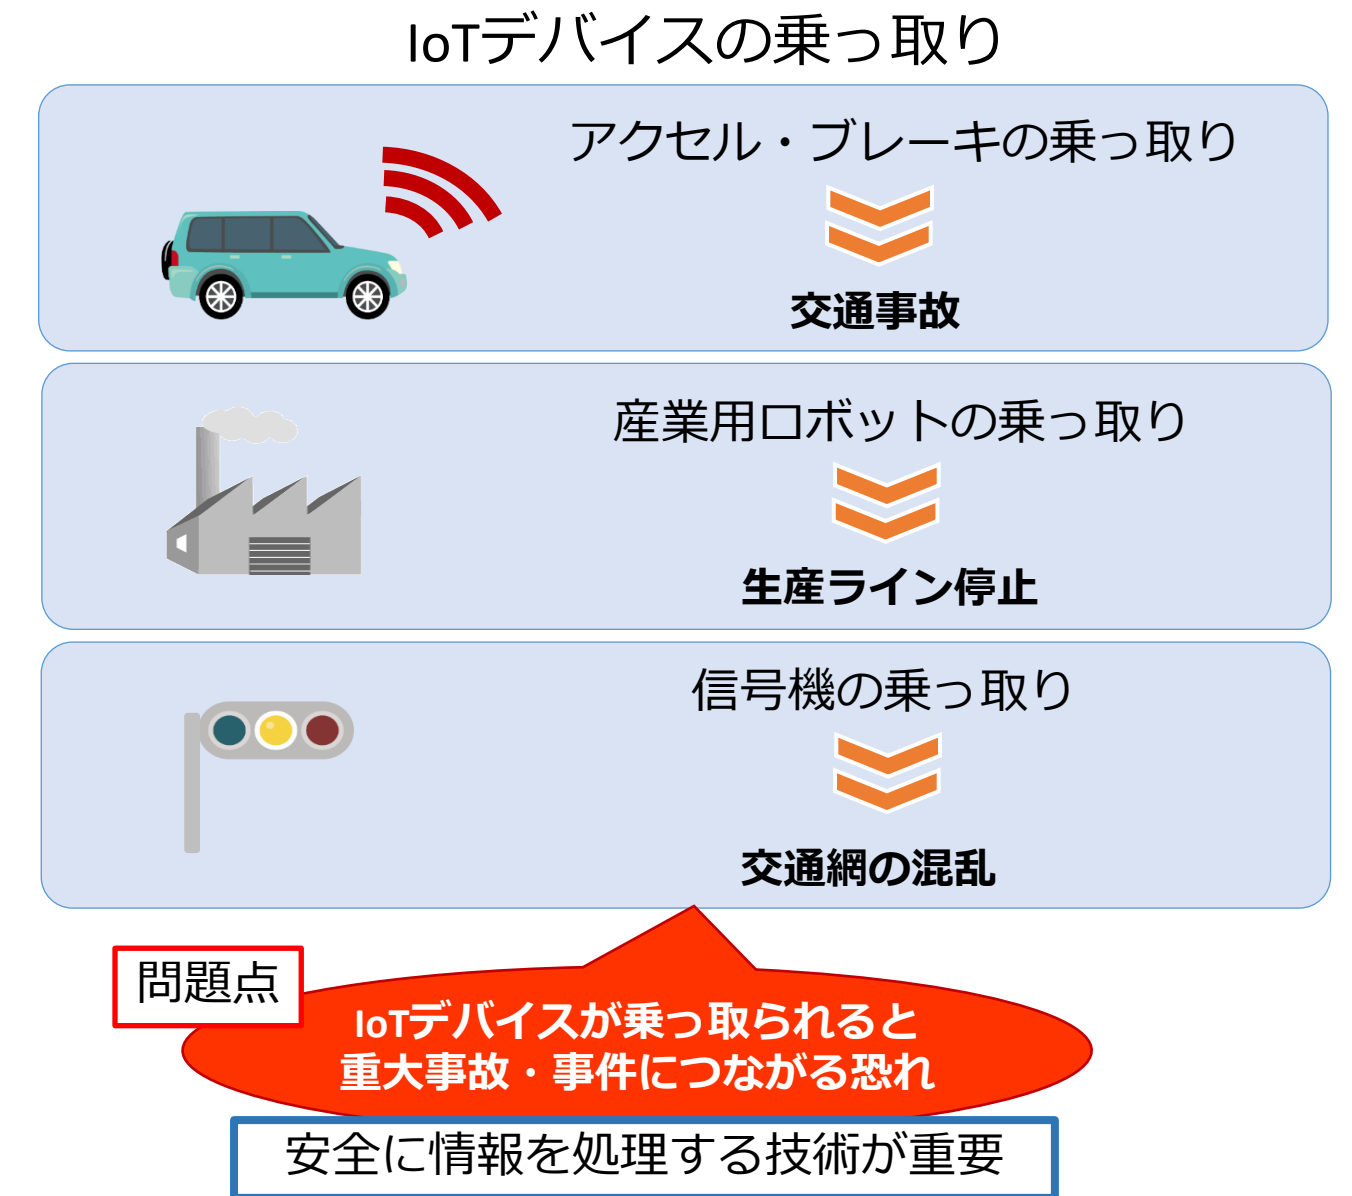 IoTデバイスの乗っ取り
アクセル・ブレーキの乗っ取り
交通事故
産業用ロボットの乗っ取り
生産ライン停止
信号機の乗っ取り
交通網の混乱
問題点
IoTデバイスが乗っ取られると
重大事故・事件につながる恐れ
安全に情報を処理する技術が重要